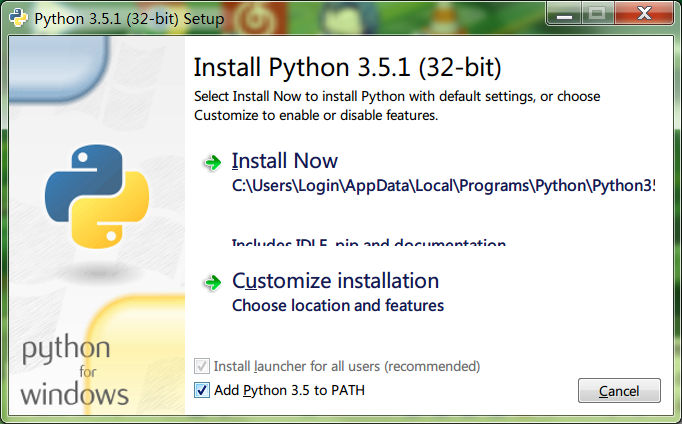 Python 3.5.1 (32-bit) Setup
Install Python 3.5.1 (32-bit)
Select Install Now to install Python with default settings, or choose
Customize to enable or disable features.
Install Now
C:\Users\Login\AppData\Local\Programs\Python\Python35
Includes IDLE, pip and documentation
Customize installation
Choose location and features
Install launcher for all users (recommended)
Add Python 3.5 to PATH
Cancel
python
for
windows